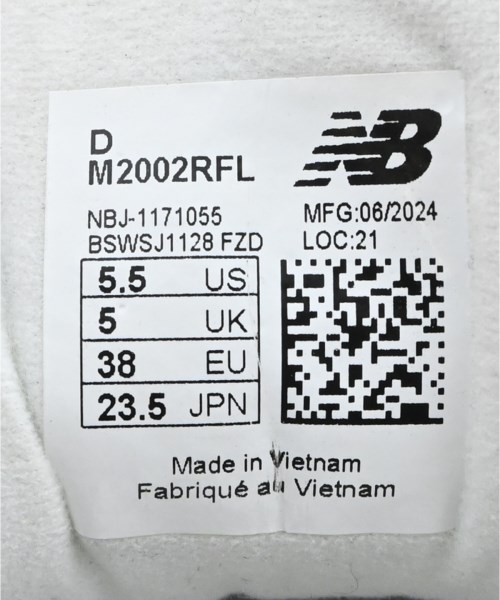 D
M2002RFL
NB
NBJ-1171055
BSWSJ1128 FZD
MFG:06/2024
LOC:21
5.5 US
5 UK
38 EU
23.5 JPN
Made in Vietnam
Fabriqué au Vietnam